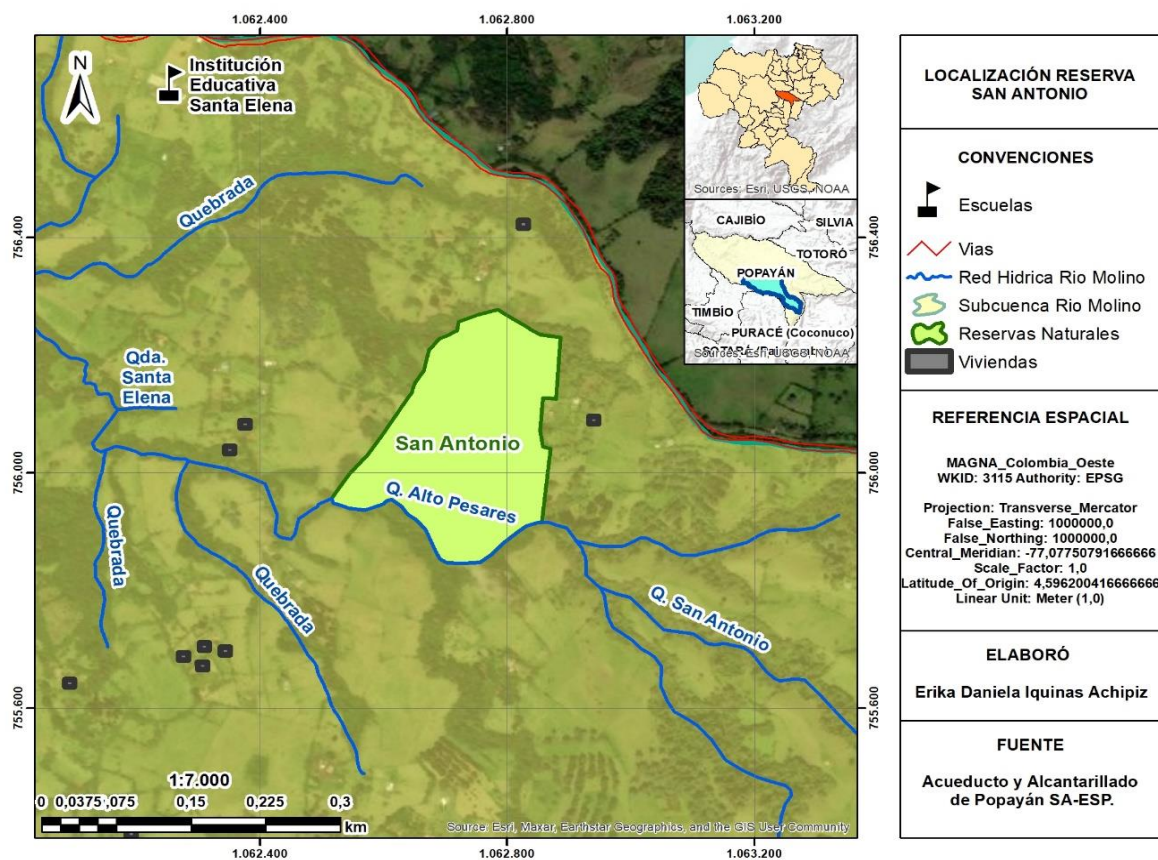 1.062.400
1.062.800
1.063.200
N
Institución
Educativa
Santa Elena
Quebrada
756.400
756.400
Qda.
Santa
Elena
San Antonio
756.000
756.000
Q. Alto Pesares
Quebrada
Quebrada
Q. San Antonio
755.600
755.600
1:7.000
0 0,0375 ,075 0,15 0,225 0,3
km
Source: Esri, Maxar, Earthstar Geographics, and the GIS User Community
1.062.400
1.062.800
1.063.200
Sources: Esri, USGS, NOAA
CAJIBÍO
SILVIA
TOTORÓ
POPAYÁN
TIMBÍO
PURACÉ (Coconuco)
Sources: Esri, USGS, NOAA
LOCALIZACIÓN RESERVA
SAN ANTONIO
CONVENCIONES
Escuelas
Vias
Red Hidrica Rio Molino
Subcuenca Rio Molino
Reservas Naturales
Viviendas
REFERENCIA ESPACIAL
MAGNA_Colombia_Oeste
WKID: 3115 Authority: EPSG
Projection: Transverse_Mercator
False_Easting: 1000000,0
False_Northing: 1000000,0
Central_Meridian: -77,07750791666666
Scale_Factor: 1,0
Latitude_Of_Origin: 4,596200416666666
Linear Unit: Meter (1,0)
ELABORÓ
Erika Daniela Iquinas Achipiz
FUENTE
Acueducto y Alcantarillado
de Popayán SA-ESP.